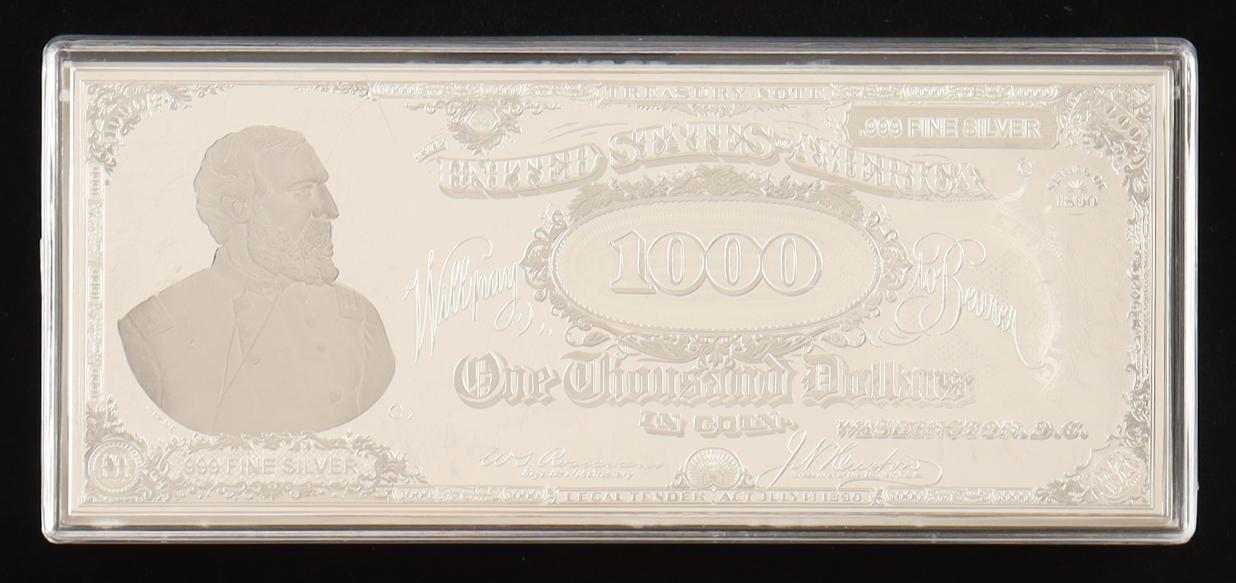 TREASURY NOTE
.999 FINE SILVER
UNITED STATES of AMERICA
SERIES OF
1890
1000
Will pay to Bearer
One Thousand Dollars
IN COIN.
WASHINGTON, D.C.
999 FINE SILVER
LEGAL TENDER ACT JULY 14 1890